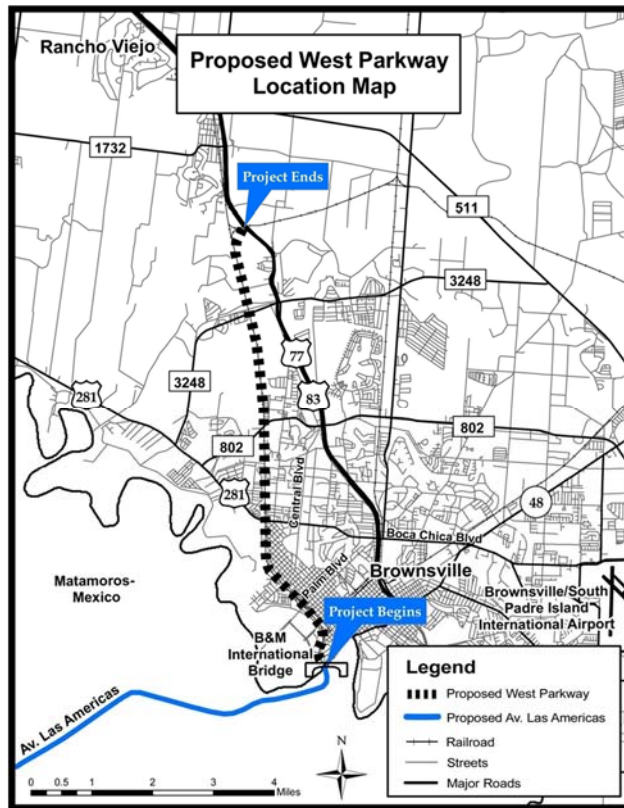 Rancho Viejo
Proposed West Parkway
Location Map
1732
Project Ends
511
3248
77
3248
281
83
802
802
281
Central Blvd
48
Boca Chica Blvd
Palm Blvd
Brownsville
Matamoros-
Mexico
Brownsville/South
Padre Island
International Airport
Project Begins
B&M
International
Bridge
Av. Las Americas
Legend
Proposed West Parkway
Proposed Av. Las Americas
Railroad
Streets
Major Roads
N
0 0.5 1 2 3 4
Miles